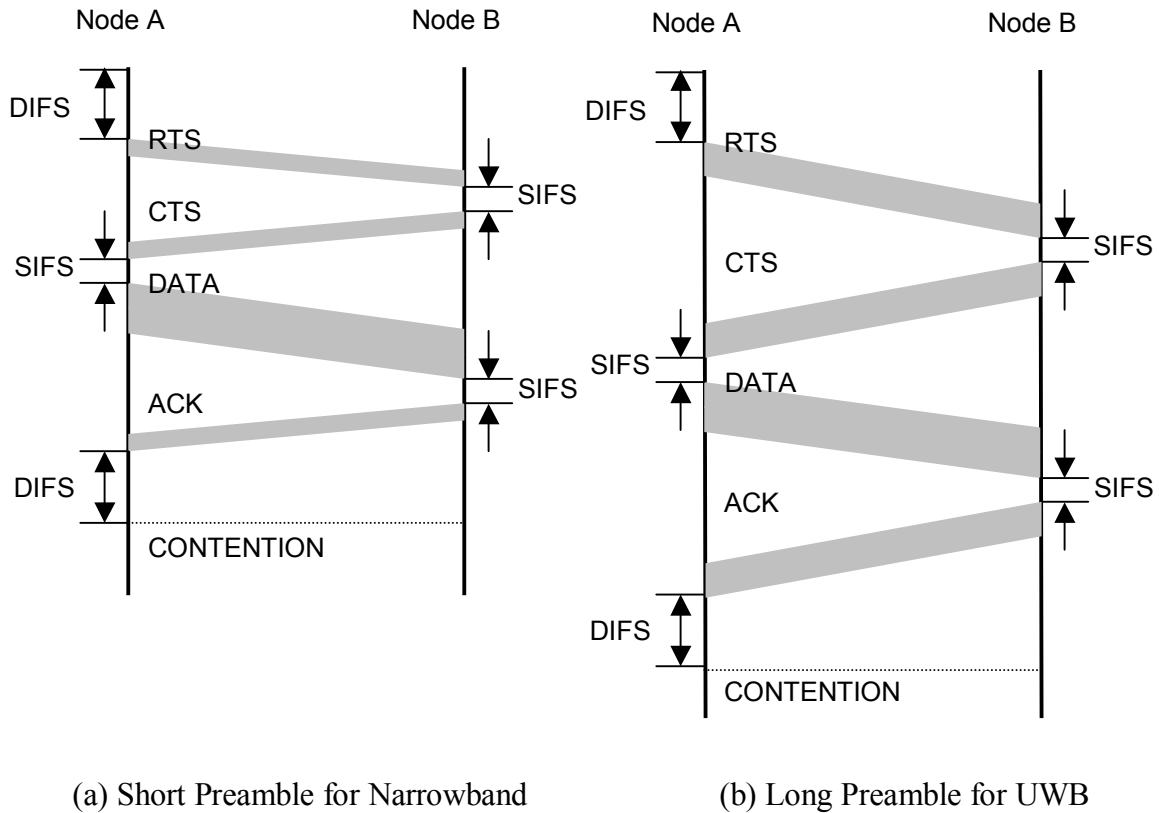 Node A
Node B
DIFS
RTS
SIFS
CTS
SIFS
DATA
SIFS
ACK
DIFS
CONTENTION
(a) Short Preamble for Narrowband
Node A
Node B
DIFS
RTS
SIFS
CTS
SIFS
DATA
SIFS
ACK
DIFS
CONTENTION
(b) Long Preamble for UWB